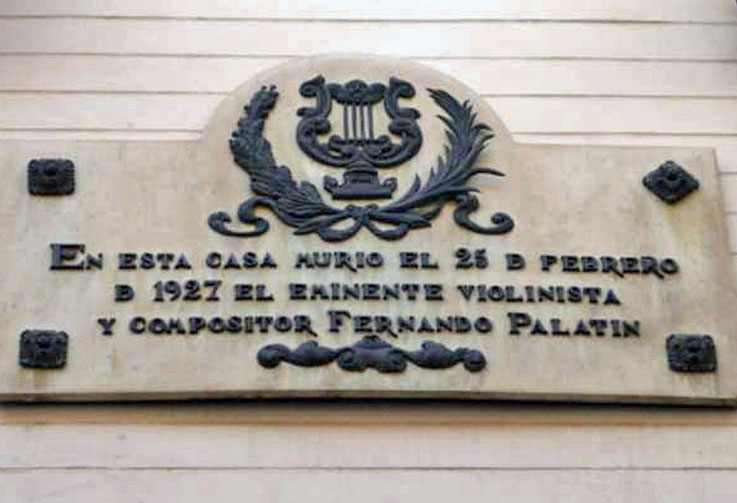 EN ESTA CASA MURIO EL 25 D FEBRERO
D 1927 EL EMINENTE VIOLINISTA
Y COMPOSITOR FERNANDO PALATIN